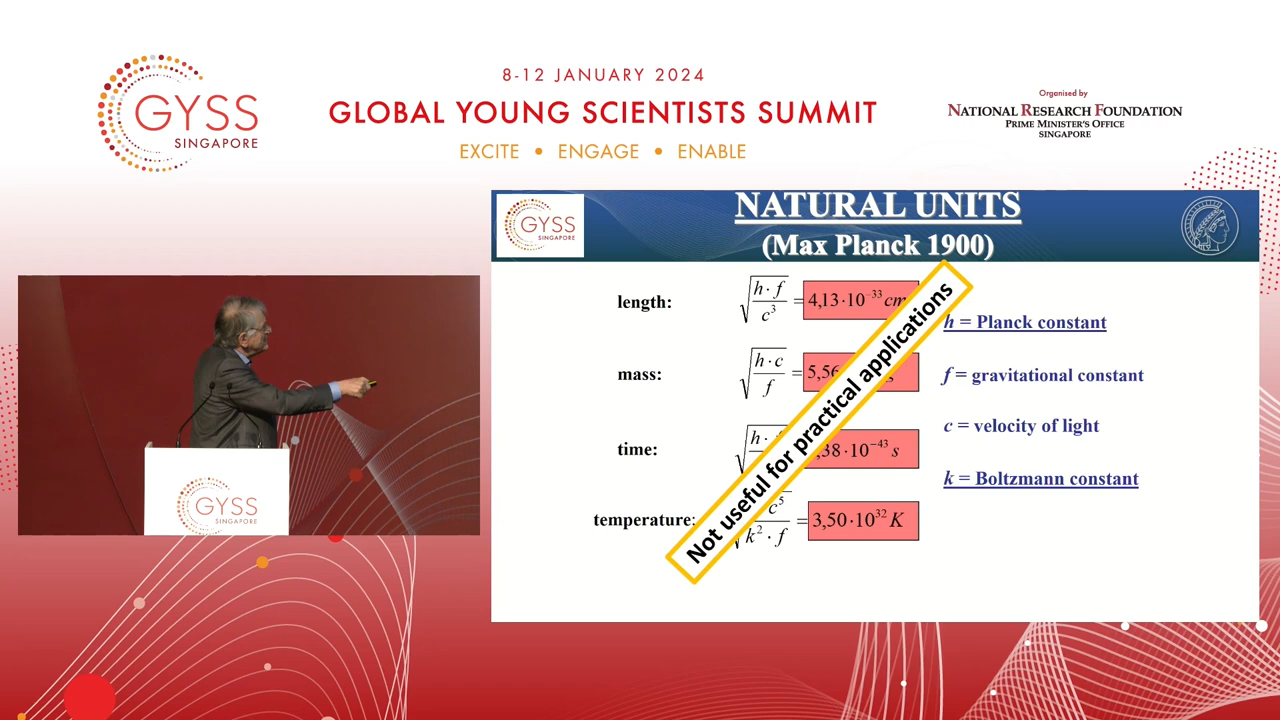 8-12 JANUARY 2024
GYSS
SINGAPORE
GLOBAL YOUNG SCIENTISTS SUMMIT
EXCITE • ENGAGE • ENABLE
Organised by
NATIONAL RESEARCH FOUNDATION
PRIME MINISTER'S OFFICE
SINGAPORE
GYSS
SINGAPORE
NATURAL UNITS
(Max Planck 1900)
length: √(h·f / c³) = 4,13·10⁻³³ cm
h = Planck constant
mass: √(h·c / f) = 5,56
f = gravitational constant
c = velocity of light
time: h· 38·10⁻⁴³ s
k = Boltzmann constant
temperature: c⁵ / k²·f = 3,50·10³² K
Not useful for practical applications
GYSS
SINGAPORE